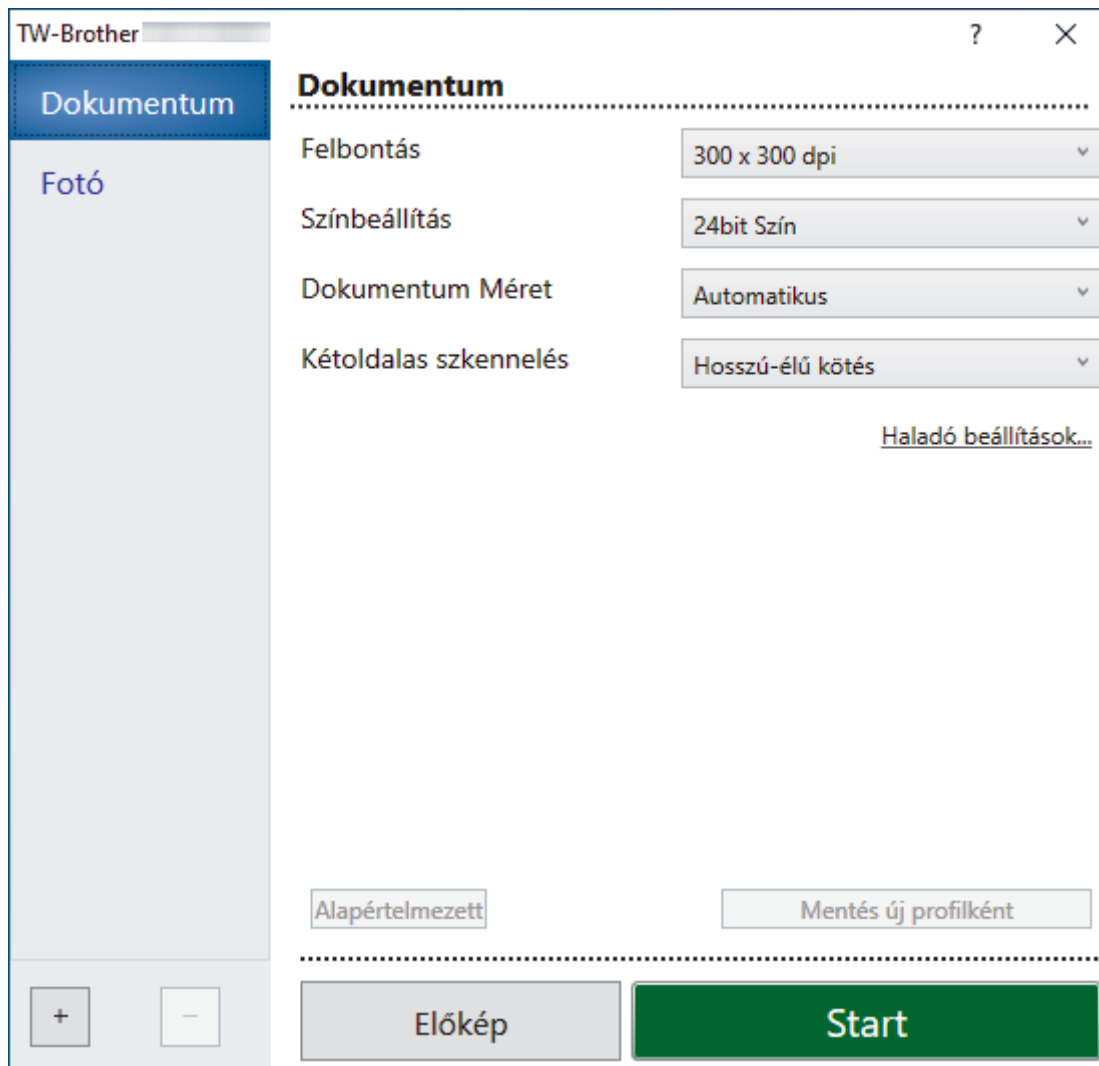 TW-Brother
?
Dokumentum
Fotó
Dokumentum
Felbontás 300 x 300 dpi
Színbeállítás 24bit Szín
Dokumentum Méret Automatikus
Kétoldalas szkennelés Hosszú-élű kötés
Haladó beállítások...
Alapértelmezett Mentés új profilként
+ −
Előkép Start